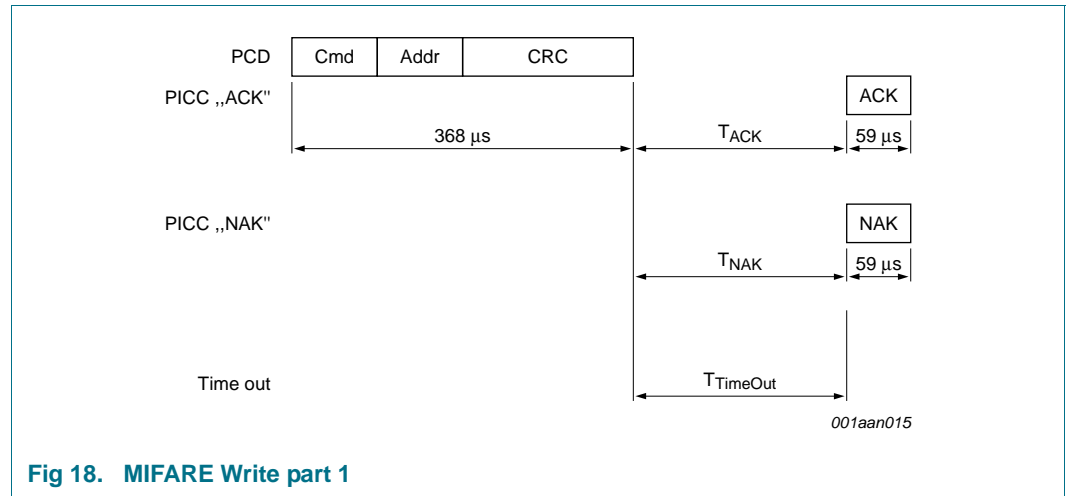 PCD Cmd Addr CRC
PICC ,,ACK" ACK
368 µs TACK 59 µs
PICC ,,NAK" NAK
TNAK 59 µs
Time out TTimeOut
001aan015
Fig 18. MIFARE Write part 1